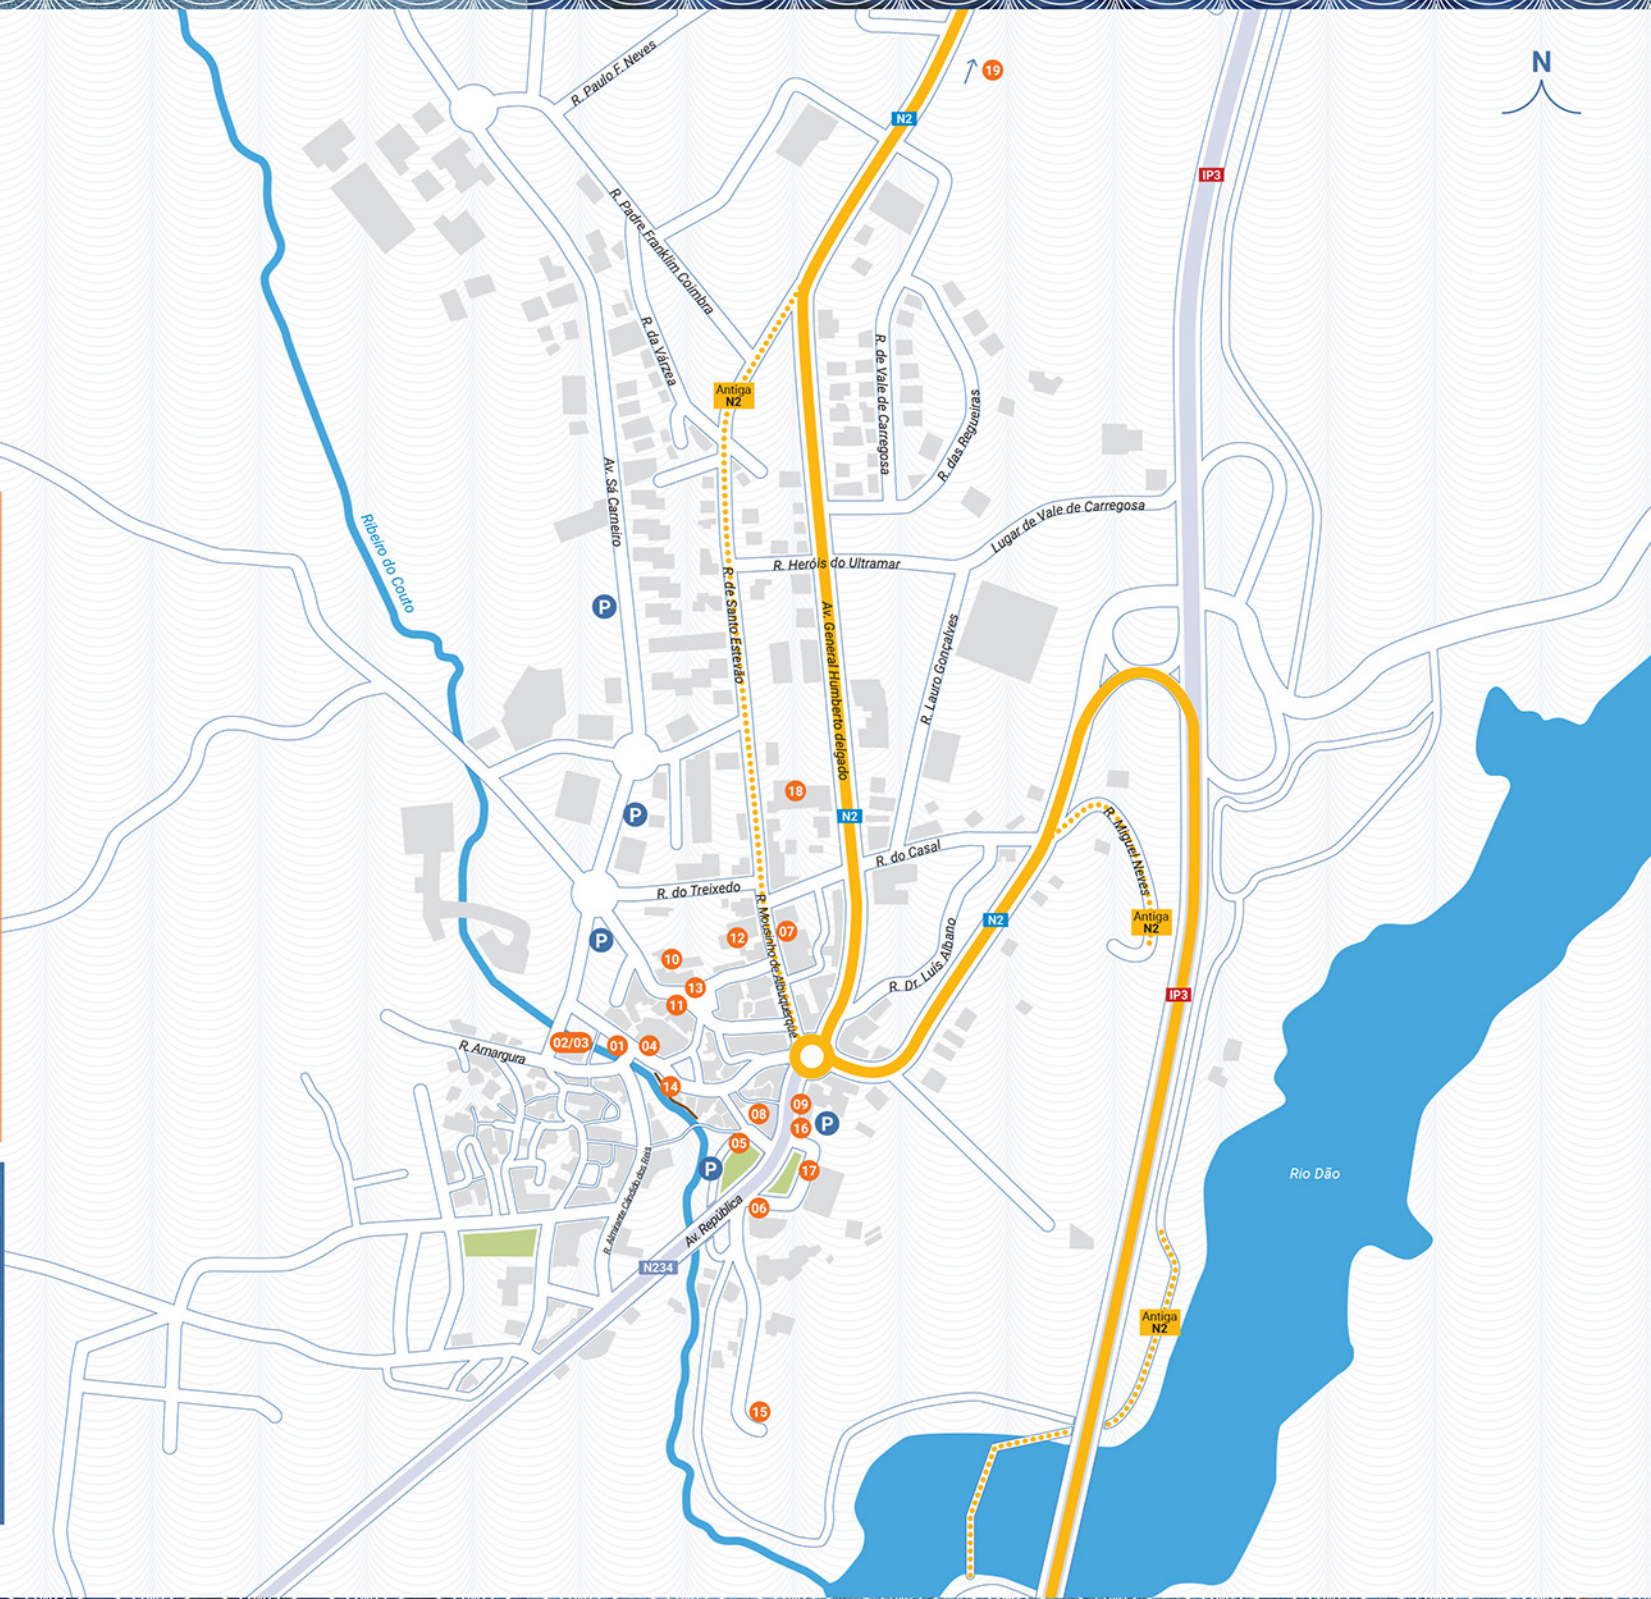 N
19
R. Paulo F. Neves
N2
IP3
R. Padre Franklim Coimbra
R. da Várzea
Antiga
N2
R. de Vale de Carregosa
R. das Regueiras
Av. Sá Carneiro
Lugar de Vale de Carregosa
Ribeiro do Couto
R. Heróis do Ultramar
P
R. de Santo Estevão
Av. General Humberto delgado
R. Lauro Gonçalves
18
P
N2
R. do Casal
R. Miguel Neves
R. do Treixedo
R. Mousinho de Albuquerque
07
12
P
N2
Antiga
N2
10
R. Dr. Luís Albano
13
11
IP3
R. Amargura
02/03
01
04
14
08
09
16
P
05
P
17
Rio Dão
06
R. Almirante Cândido dos Reis
Av. República
N234
Antiga
N2
15